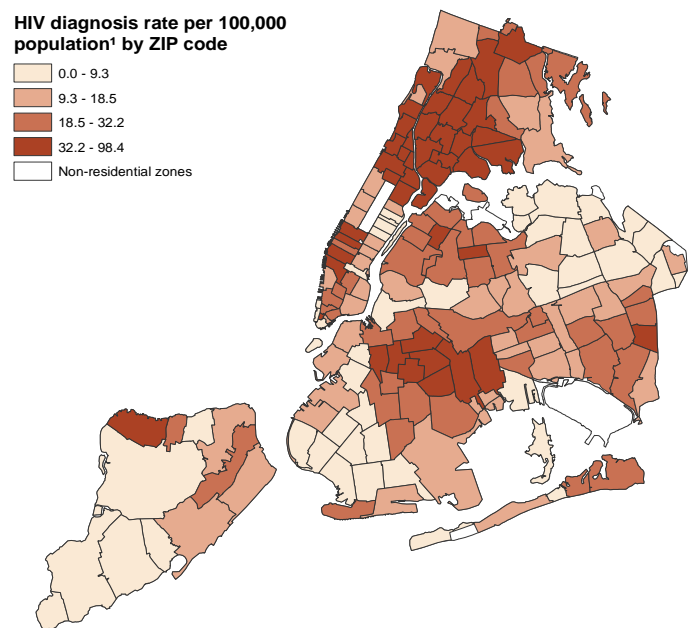 HIV diagnosis rate per 100,000
population¹ by ZIP code
0.0 - 9.3
9.3 - 18.5
18.5 - 32.2
32.2 - 98.4
Non-residential zones